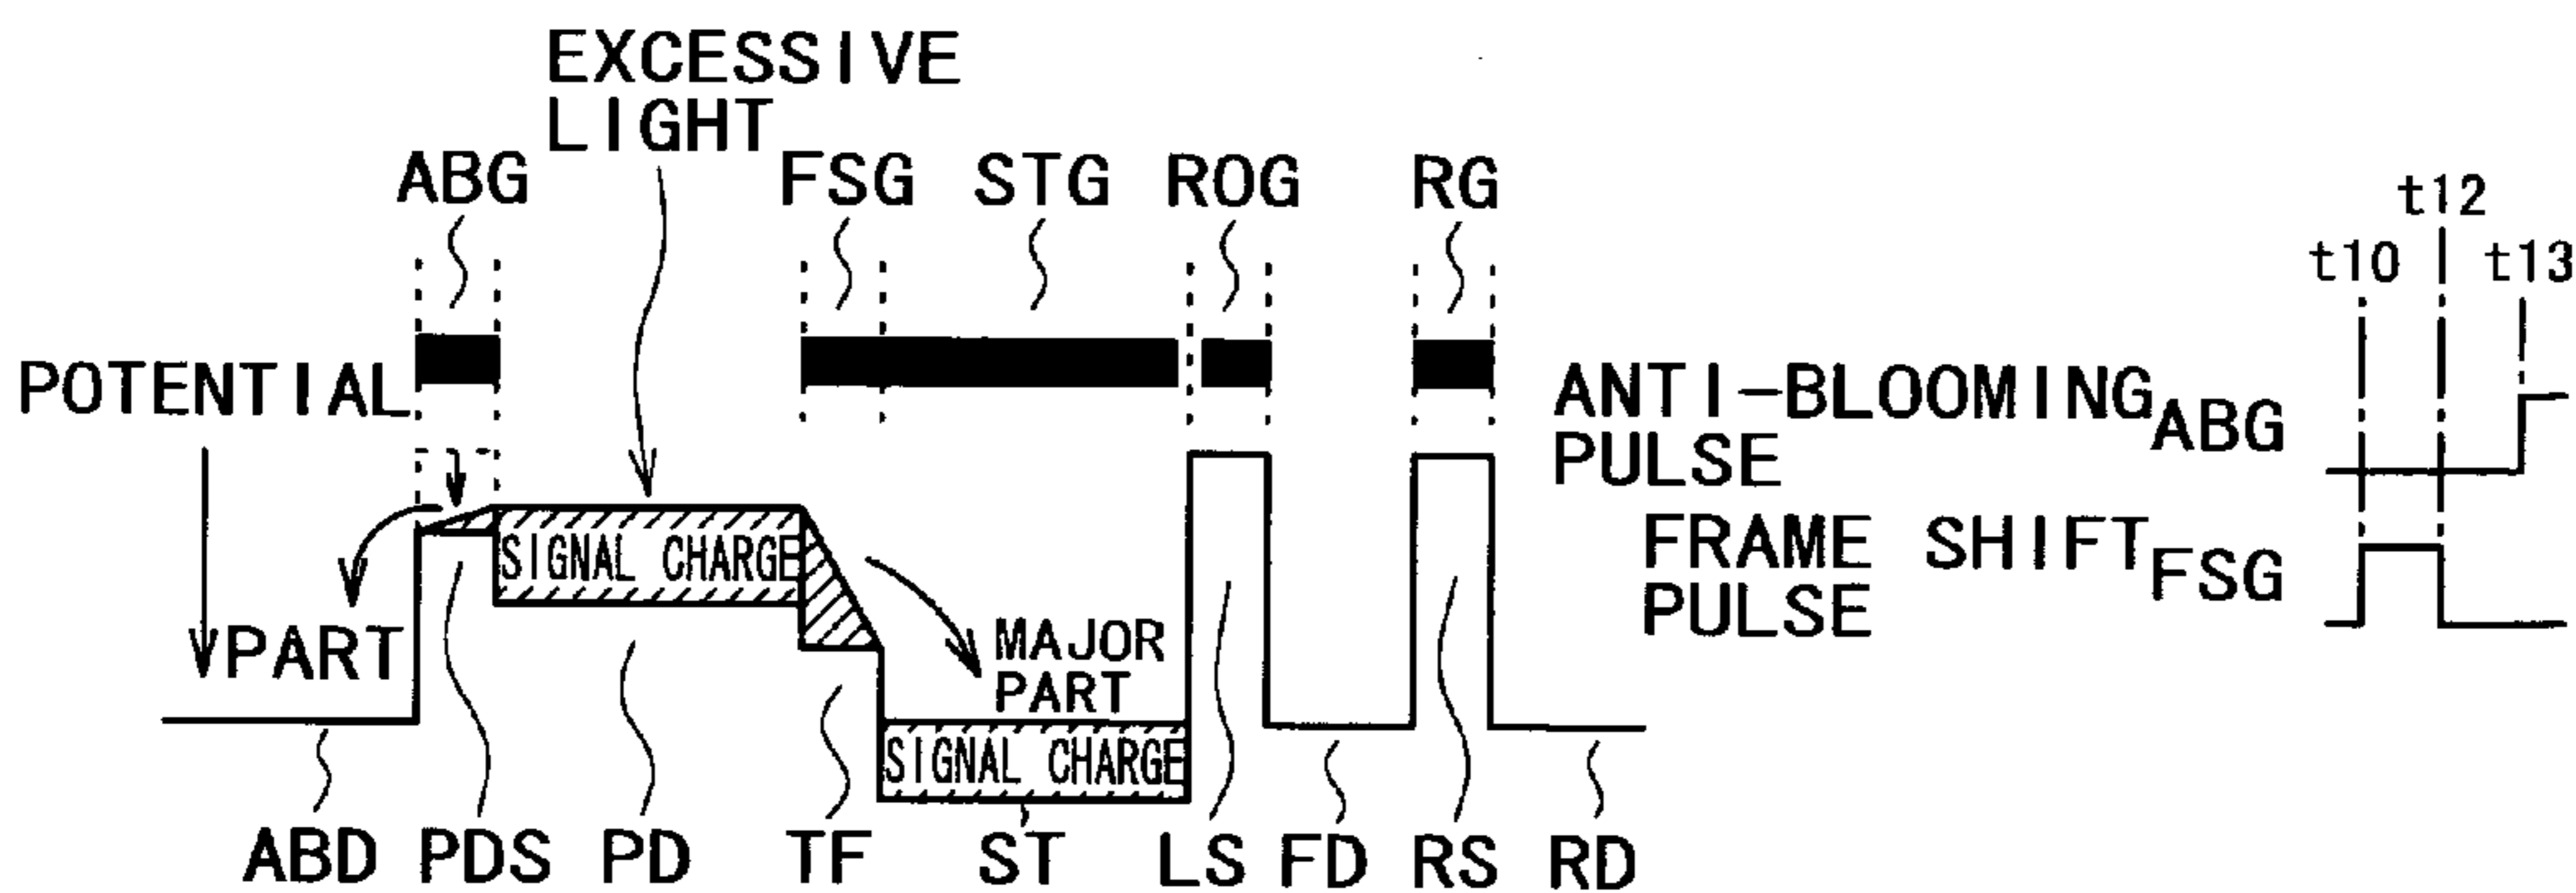 EXCESSIVE
LIGHT
ABG
FSG
STG
ROG
RG
t12
t10
t13
POTENTIAL
ANTI-BLOOMING ABG
PULSE
SIGNAL CHARGE
FRAME SHIFT FSG
PULSE
PART
MAJOR
PART
SIGNAL CHARGE
ABD
PDS
PD
TF
ST
LS
FD
RS
RD